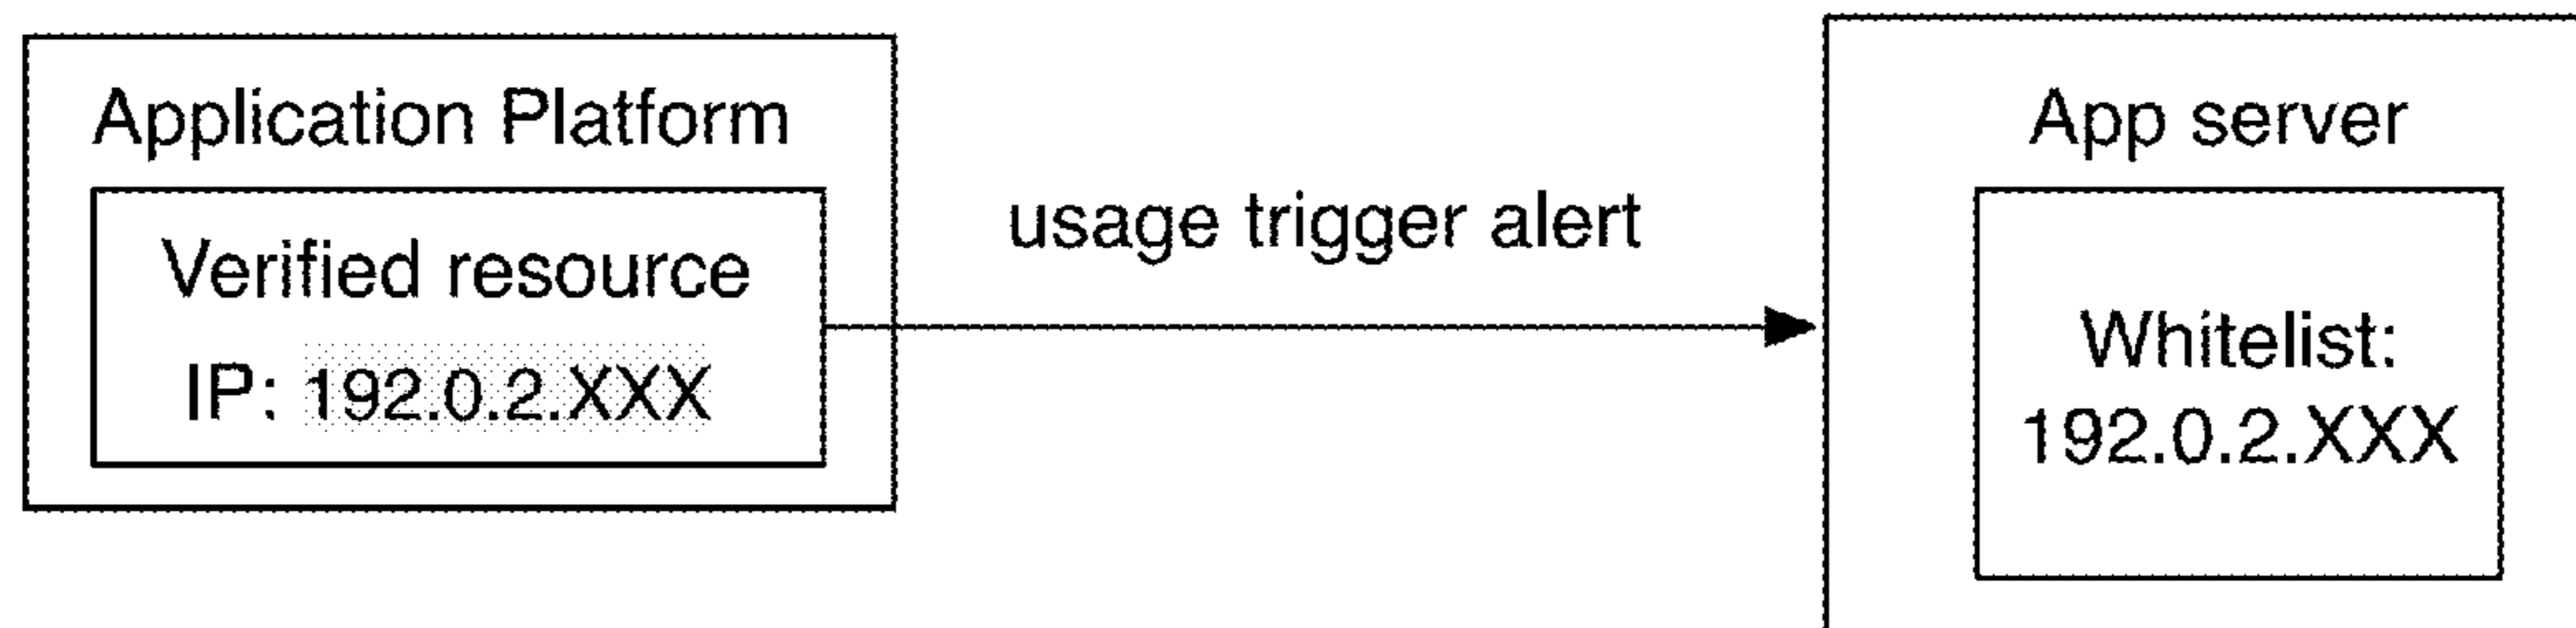 Application Platform
Verified resource
IP: 192.0.2.XXX
usage trigger alert
App server
Whitelist:
192.0.2.XXX